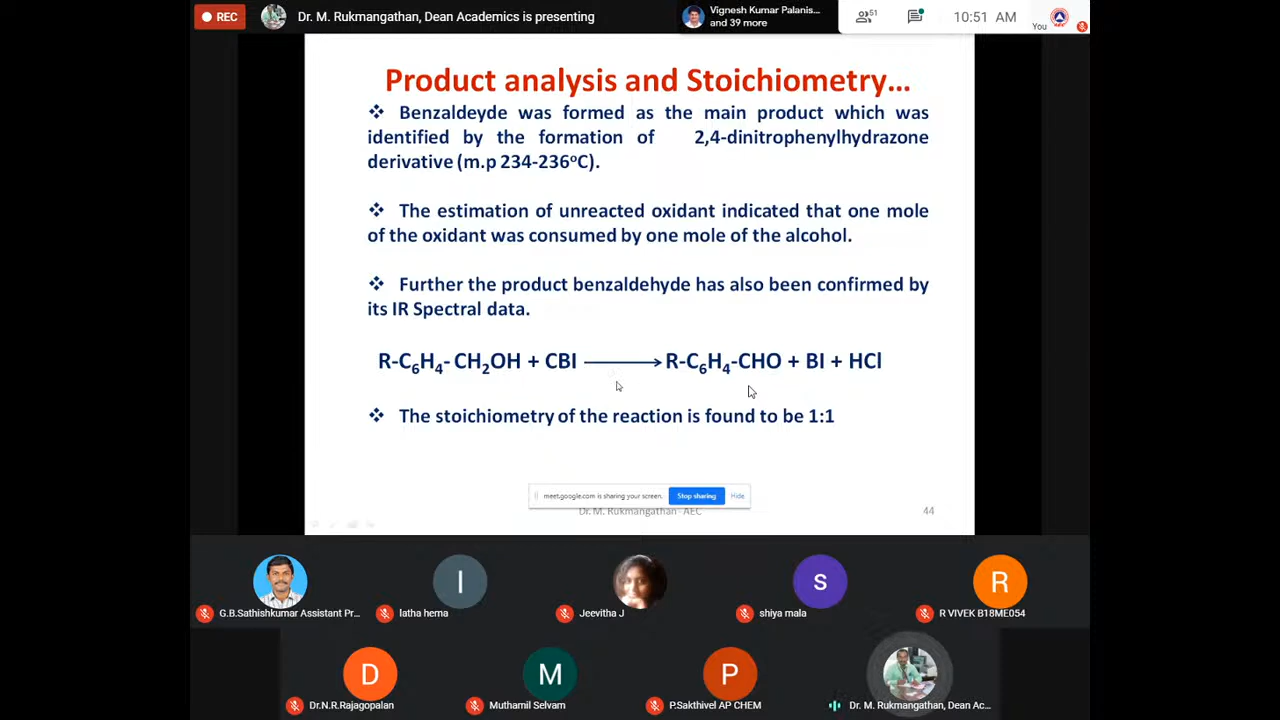 REC
Dr. M. Rukmangathan, Dean Academics is presenting
Vignesh Kumar Palanis...
and 39 more
51
10:51 AM
You
Product analysis and Stoichiometry...
❖ Benzaldeyde was formed as the main product which was
identified by the formation of 2,4-dinitrophenylhydrazone
derivative (m.p 234-236ºC).
❖ The estimation of unreacted oxidant indicated that one mole
of the oxidant was consumed by one mole of the alcohol.
❖ Further the product benzaldehyde has also been confirmed by
its IR Spectral data.
R-C₆H₄- CH₂OH + CBI ⟶ R-C₆H₄-CHO + BI + HCl
❖ The stoichiometry of the reaction is found to be 1:1
meet.google.com is sharing your screen. Stop sharing Hide
Dr. M. Rukmangathan - AEC 44
l
s
R
G.B.Sathishkumar Assistant Pr...
latha hema
Jeevitha J
shiya mala
R VIVEK B18ME054
D
M
P
Dr.N.R.Rajagopalan
Muthamil Selvam
P.Sakthivel AP CHEM
Dr. M. Rukmangathan, Dean Ac...